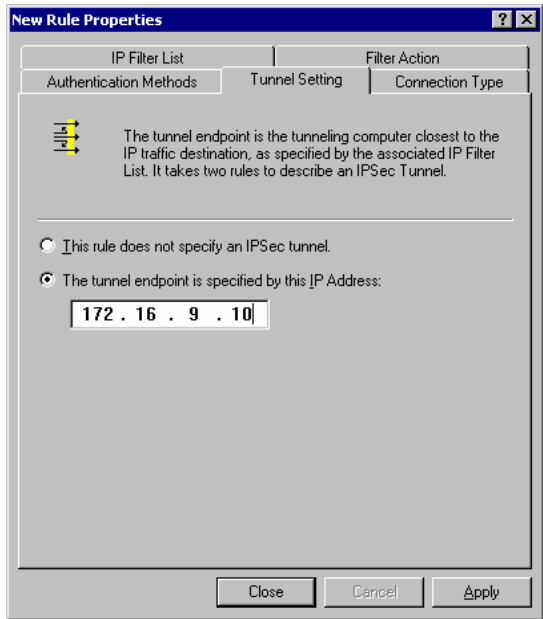 New Rule Properties
IP Filter List
Filter Action
Authentication Methods
Tunnel Setting
Connection Type
The tunnel endpoint is the tunneling computer closest to the
IP traffic destination, as specified by the associated IP Filter
List. It takes two rules to describe an IPSec Tunnel.
This rule does not specify an IPSec tunnel.
The tunnel endpoint is specified by this IP Address:
172 . 16 . 9 . 10
Close
Cancel
Apply